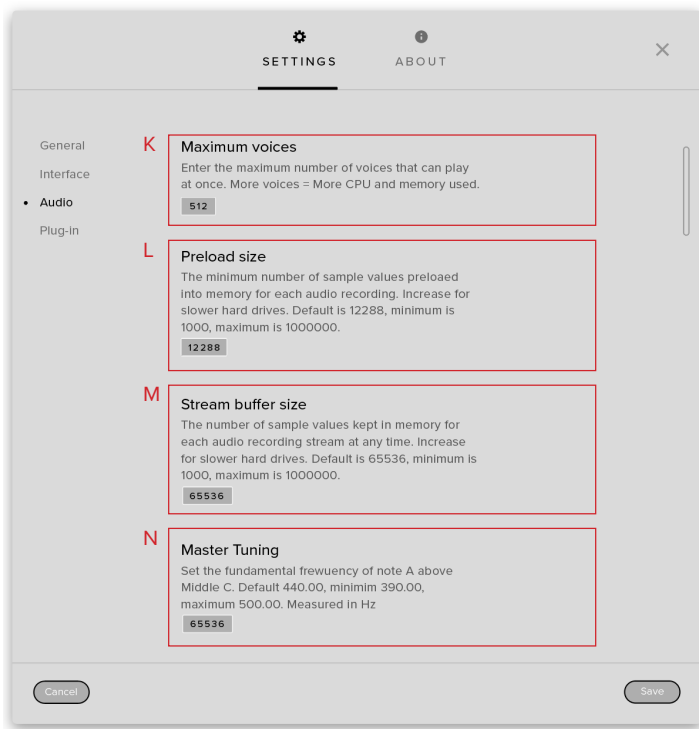 SETTINGS
ABOUT
General
Interface
Audio
Plug-in
K
Maximum voices
Enter the maximum number of voices that can play
at once. More voices = More CPU and memory used.
512
L
Preload size
The minimum number of sample values preloaed
into memory for each audio recording. Increase for
slower hard drives. Default is 12288, minimum is
1000, maximum is 1000000.
12288
M
Stream buffer size
The number of sample values kept in memory for
each audio recording stream at any time. Increase
for slower hard drives. Default is 65536, minimum is
1000, maximum is 1000000.
65536
N
Master Tuning
Set the fundamental frewuency of note A above
Middle C. Default 440.00, minimim 390.00,
maximum 500.00. Measured in Hz
65536
Cancel
Save